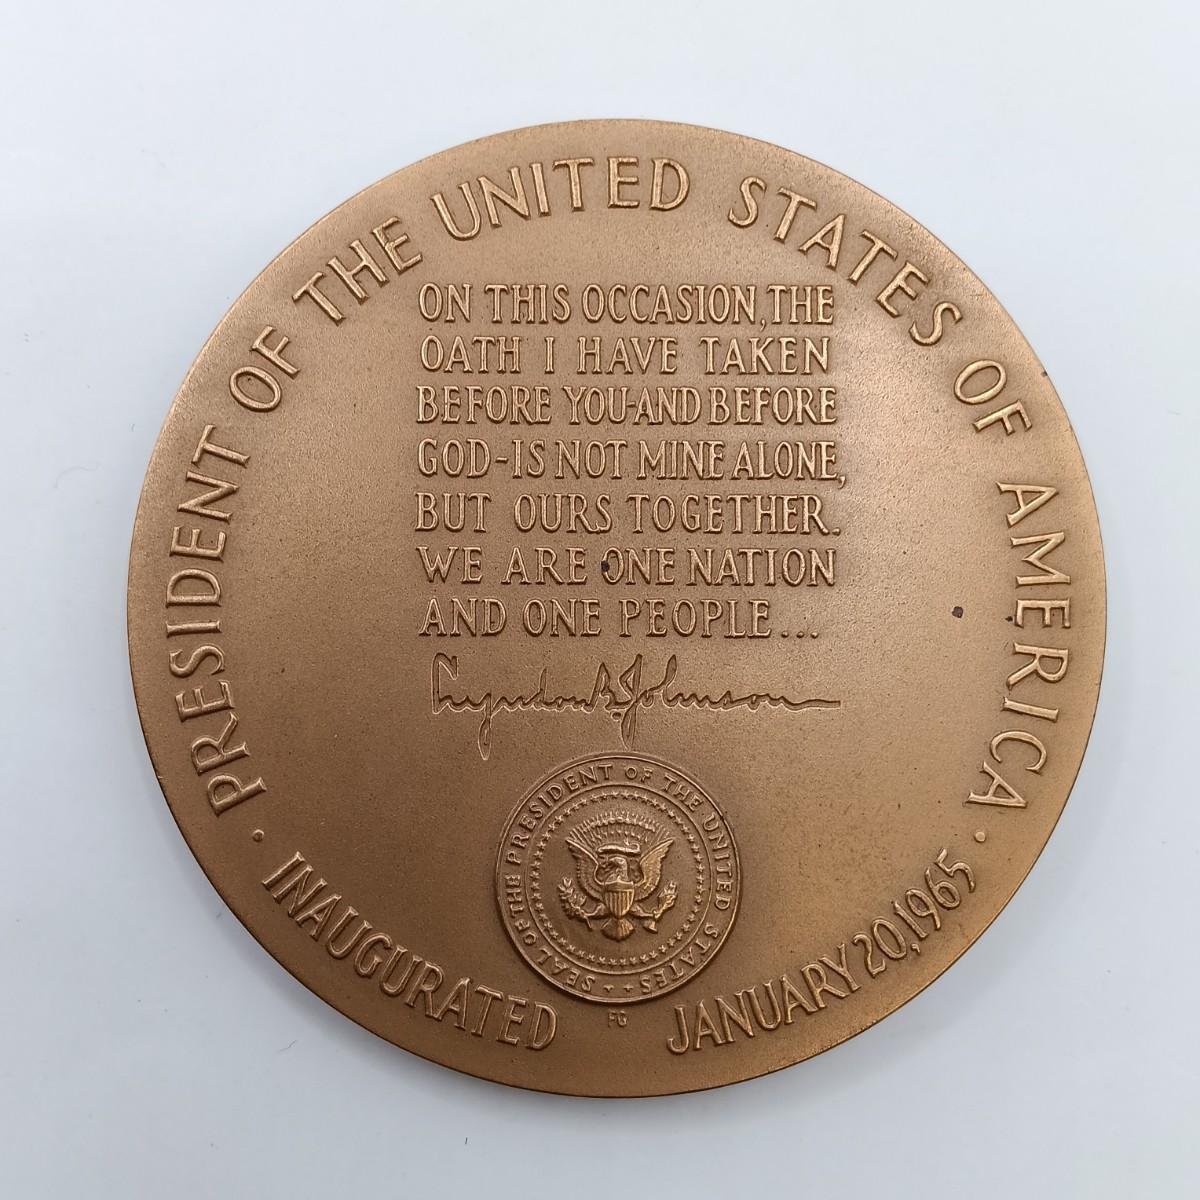 PRESIDENT OF THE UNITED STATES OF AMERICA
ON THIS OCCASION, THE
OATH I HAVE TAKEN
BEFORE YOU-AND BEFORE
GOD-IS NOT MINE ALONE,
BUT OURS TOGETHER.
WE ARE ONE NATION
AND ONE PEOPLE...
Lyndon B. Johnson
SEAL OF THE PRESIDENT OF THE UNITED STATES
FG
INAUGURATED JANUARY 20, 1965